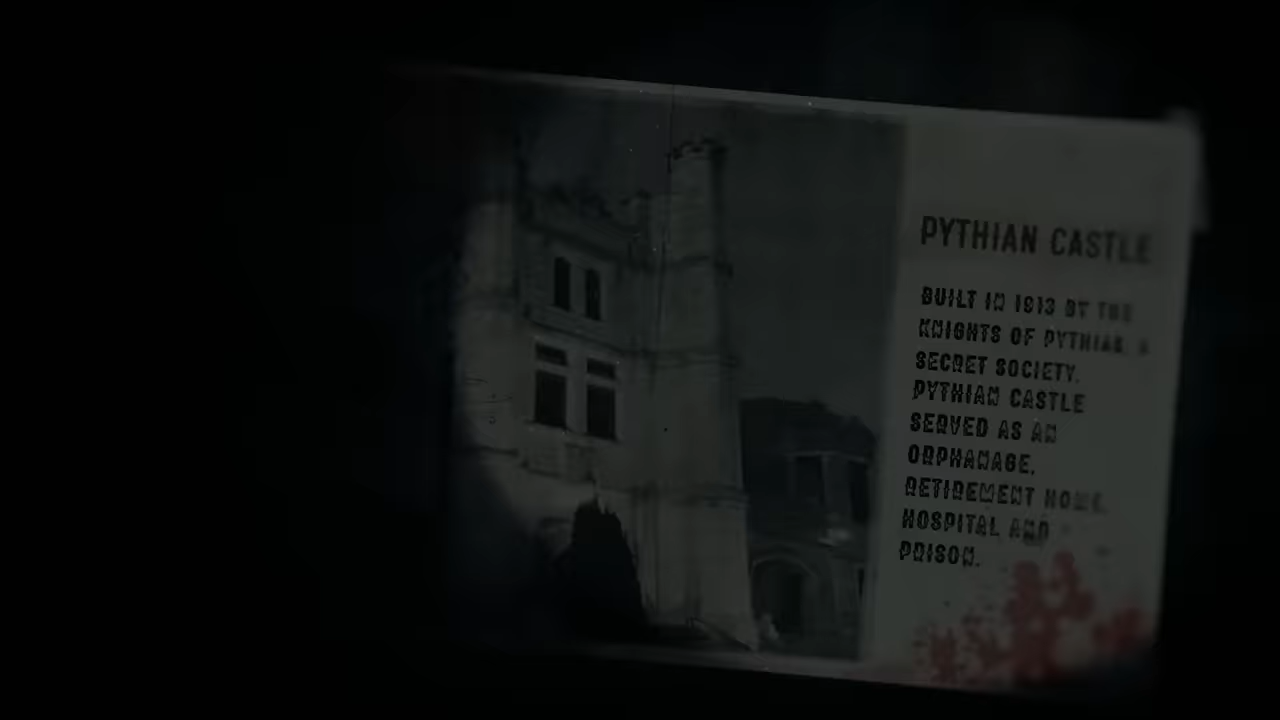 PYTHIAN CASTLE
BUILT IN 1913 BY THE
KNIGHTS OF PYTHIAS, A
SECRET SOCIETY.
PYTHIAN CASTLE
SERVED AS AN
ORPHANAGE,
RETIREMENT HOME,
HOSPITAL AND
PRISON.